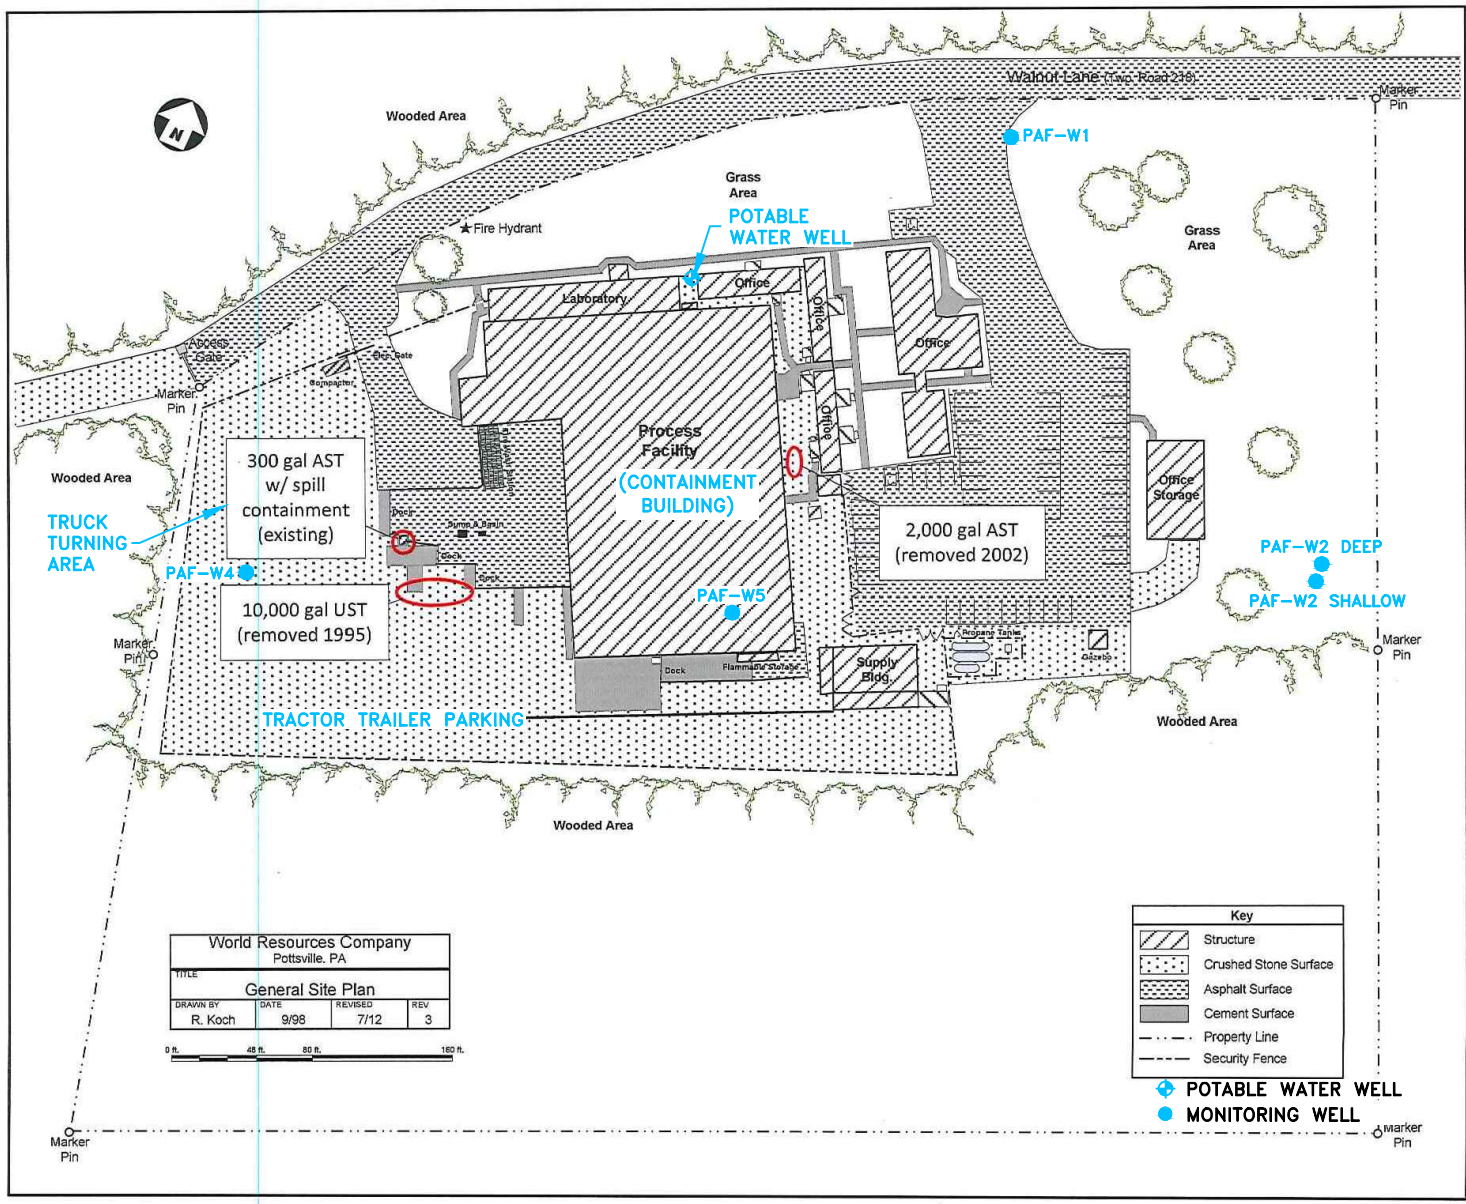 Walnut Lane (Twp. Road 218)
Marker
Pin
Wooded Area
N
PAF-W1
Grass
Area
POTABLE
WATER WELL
Fire Hydrant
Grass
Area
Laboratory
Office
Office
Office
Access
Gate
Elec. Gate
Compactor
Marker
Pin
Office
Process
Facility
(CONTAINMENT
BUILDING)
Wooded Area
300 gal AST
w/ spill
containment
(existing)
Office
Storage
TRUCK
TURNING
AREA
Dock
Sump & Basin
Dock
2,000 gal AST
(removed 2002)
PAF-W4
Dock
PAF-W2 DEEP
PAF-W2 SHALLOW
10,000 gal UST
(removed 1995)
PAF-W5
Marker
Pin
Propane Tanks
Gazebo
Marker
Pin
Dock
Flammable Storage
Supply
Bldg.
TRACTOR TRAILER PARKING
Wooded Area
Wooded Area
World Resources Company
Pottsville, PA
TITLE
General Site Plan
DRAWN BY DATE REVISED REV
R. Koch 9/98 7/12 3
0 ft. 48 ft. 80 ft. 160 ft.
Key
Structure
Crushed Stone Surface
Asphalt Surface
Cement Surface
Property Line
Security Fence
POTABLE WATER WELL
MONITORING WELL
Marker
Pin
Marker
Pin